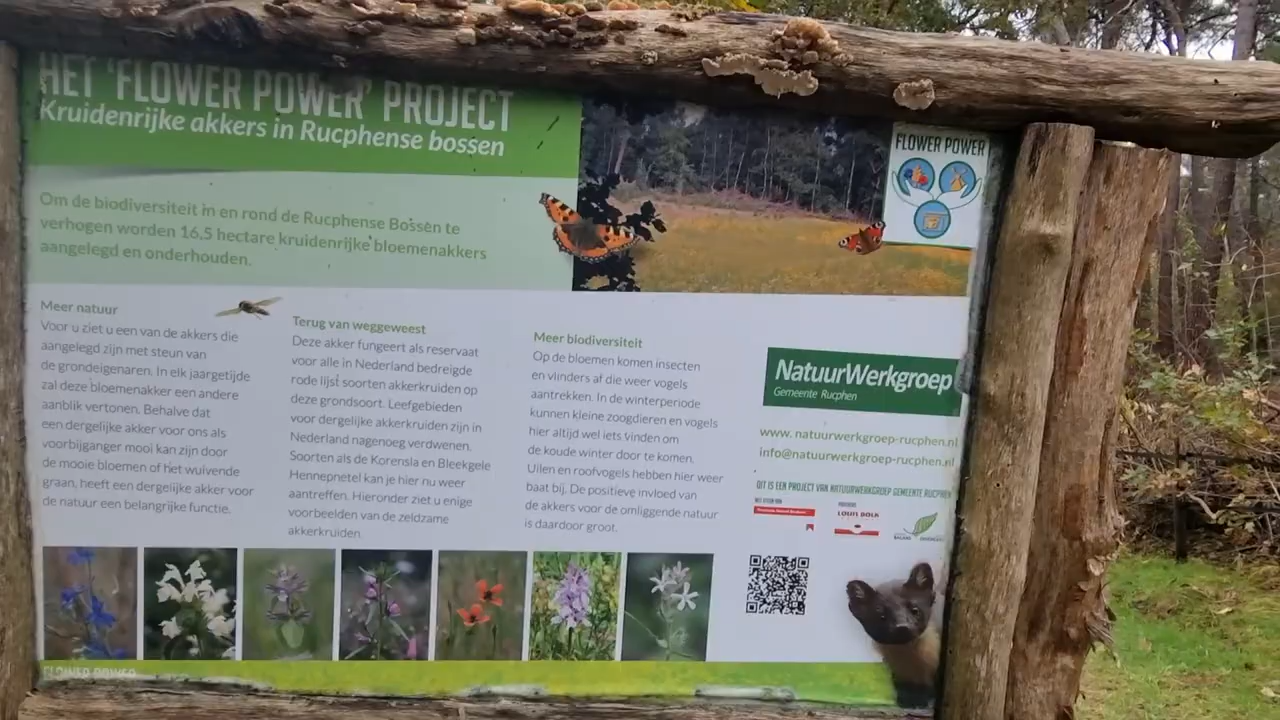 HET 'FLOWER POWER' PROJECT
Kruidenrijke akkers in Rucphense bossen
Om de biodiversiteit in en rond de Rucphense Bossen te
verhogen worden 16,5 hectare kruidenrijke bloemenakkers
aangelegd en onderhouden.
FLOWER POWER
Meer natuur
Voor u ziet u een van de akkers die
aangelegd zijn met steun van
de grondeigenaren. In elk jaargetijde
zal deze bloemenakker een andere
aanblik vertonen. Behalve dat
een dergelijke akker voor ons als
voorbijganger mooi kan zijn door
de mooie bloemen of het wuivende
graan, heeft een dergelijke akker voor
de natuur een belangrijke functie.
Terug van weggeweest
Deze akker fungeert als reservaat
voor alle in Nederland bedreigde
rode lijst soorten akkerkruiden op
deze grondsoort. Leefgebieden
voor dergelijke akkerkruiden zijn in
Nederland nagenoeg verdwenen.
Soorten als de Korensla en Bleekgele
Hennepnetel kan je hier nu weer
aantreffen. Hieronder ziet u enige
voorbeelden van de zeldzame
akkerkruiden.
Meer biodiversiteit
Op de bloemen komen insecten
en vlinders af die weer vogels
aantrekken. In de winterperiode
kunnen kleine zoogdieren en vogels
hier altijd wel iets vinden om
de koude winter door te komen.
Uilen en roofvogels hebben hier weer
baat bij. De positieve invloed van
de akkers voor de omliggende natuur
is daardoor groot.
NatuurWerkgroep
Gemeente Rucphen
www. natuurwerkgroep-rucphen.nl
info@natuurwerkgroep-rucphen.nl
DIT IS EEN PROJECT VAN NATUURWERKGROEP GEMEENTE RUCPHEN
LOUIS BOLK
FLOWER POWER